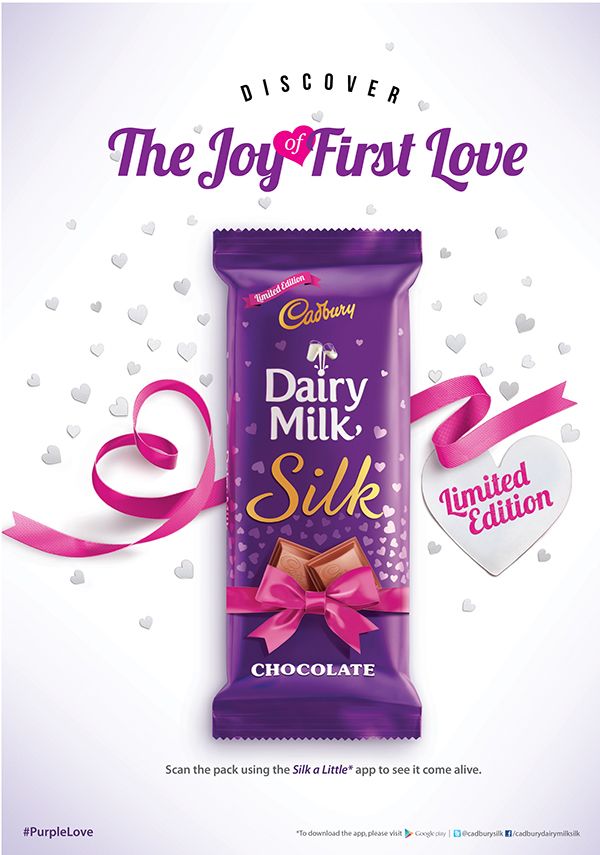 DISCOVER
The Joy of First Love
Limited Edition
Cadbury
Dairy
Milk
Silk
Limited
Edition
CHOCOLATE
Scan the pack using the Silk a Little* app to see it come alive.
#PurpleLove
*To download the app, please visit Google play | @cadburysilk /cadburydairymilksilk